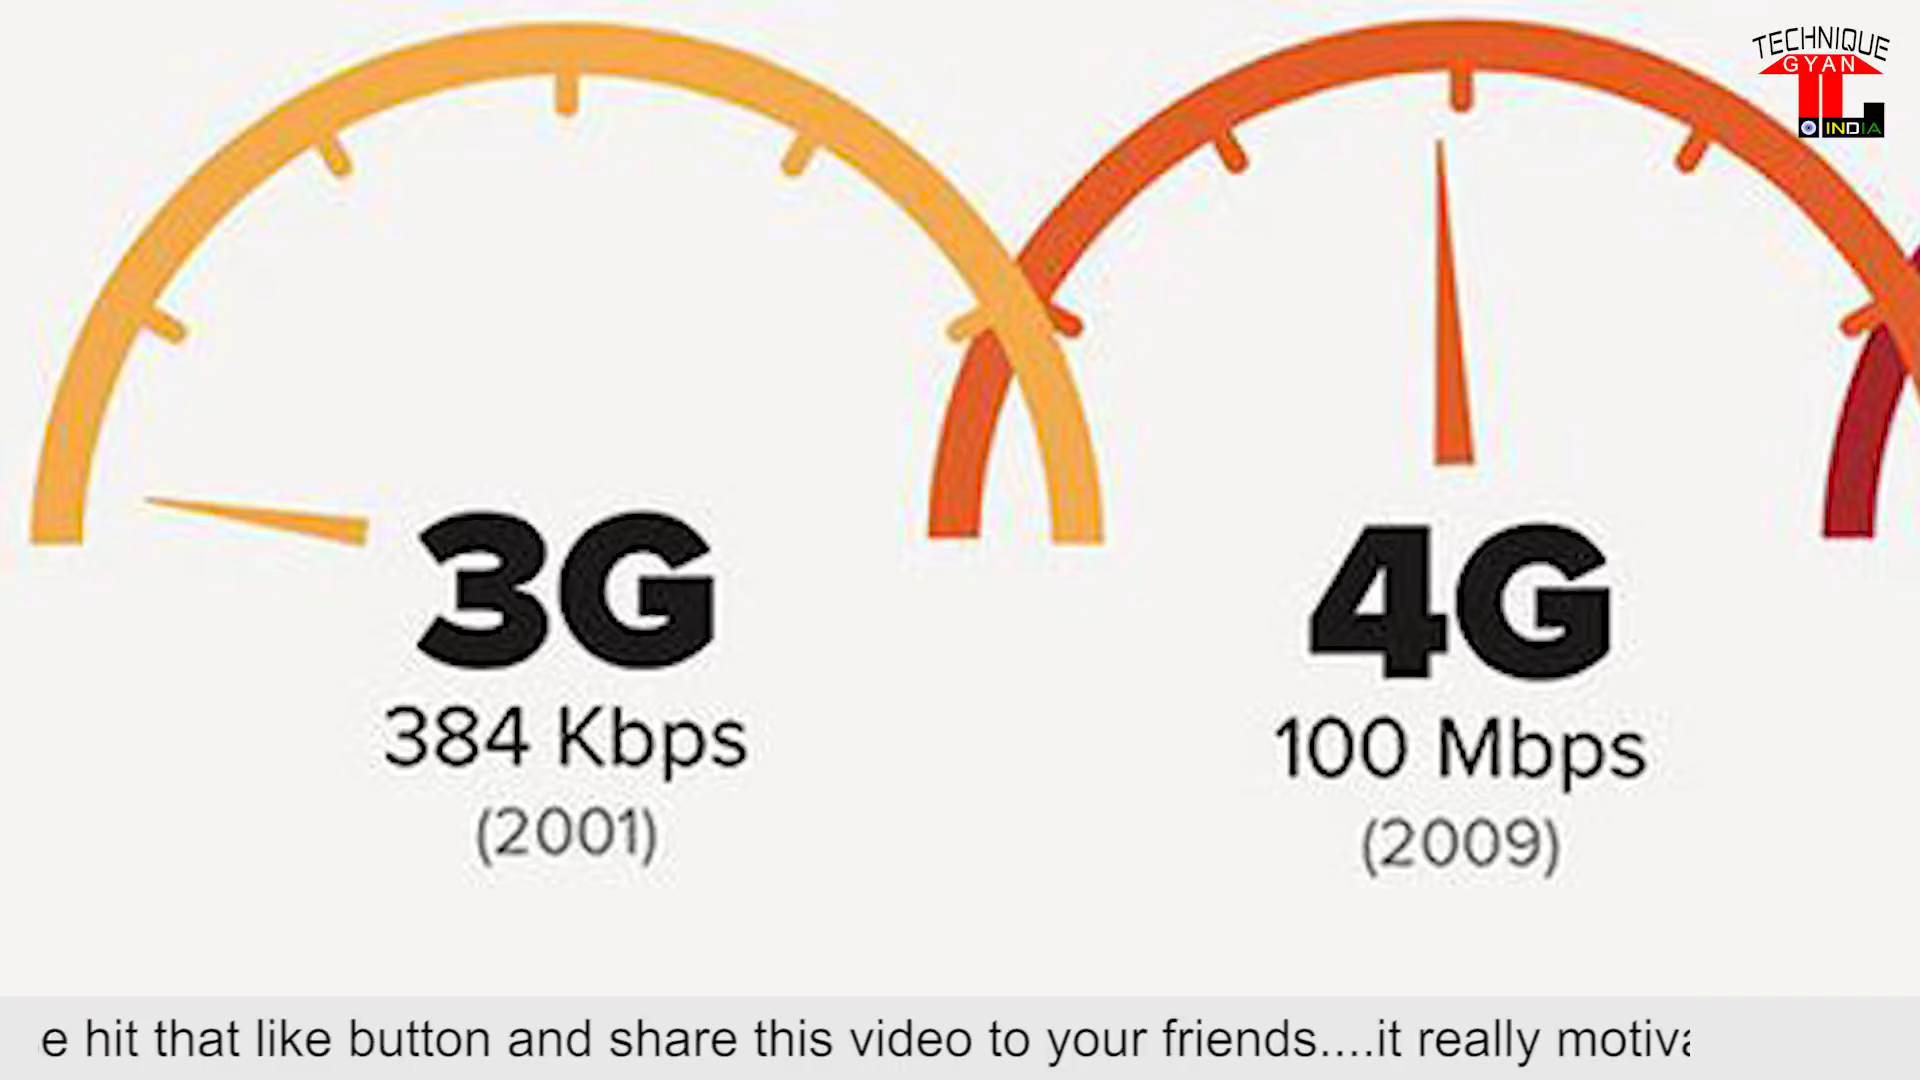 TECHNIQUE
GYAN
INDIA
3G
384 Kbps
(2001)
4G
100 Mbps
(2009)
hit that like button and share this video to your friends....it really